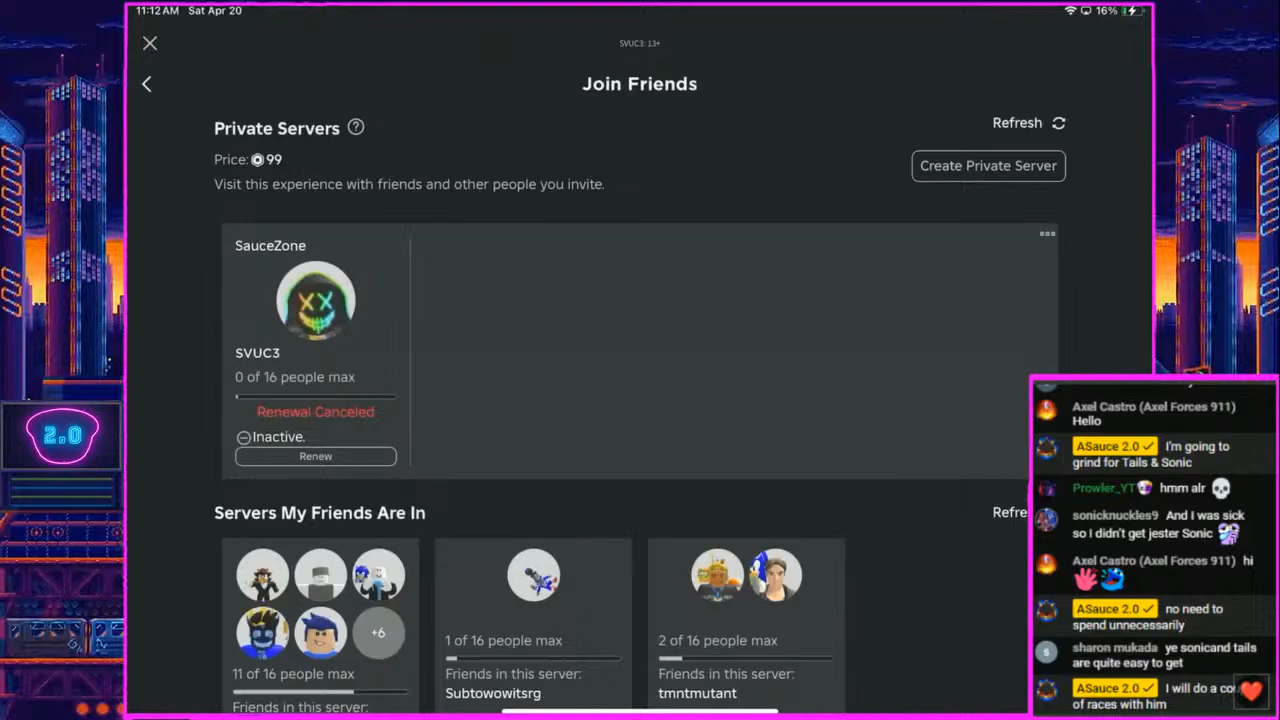 11:12 AM Sat Apr 20
16%
SVUC3: 13+
Join Friends
Private Servers
Refresh
Price: 99
Create Private Server
Visit this experience with friends and other people you invite.
SauceZone
SVUC3
0 of 16 people max
Renewal Canceled
Inactive.
Renew
Servers My Friends Are In
Refre
+6
11 of 16 people max
Friends in this server:
1 of 16 people max
Friends in this server:
Subtowowitsrg
2 of 16 people max
Friends in this server:
tmntmutant
2.0
Axel Castro (Axel Forces 911)
Hello
ASauce 2.0 I'm going to
grind for Tails & Sonic
Prowler_YT hmm alr
sonicknuckles9 And I was sick
so I didn't get jester Sonic
Axel Castro (Axel Forces 911) hi
ASauce 2.0 no need to
spend unnecessarily
S
sharon mukada ye sonicand tails
are quite easy to get
ASauce 2.0 I will do a cou
of races with him